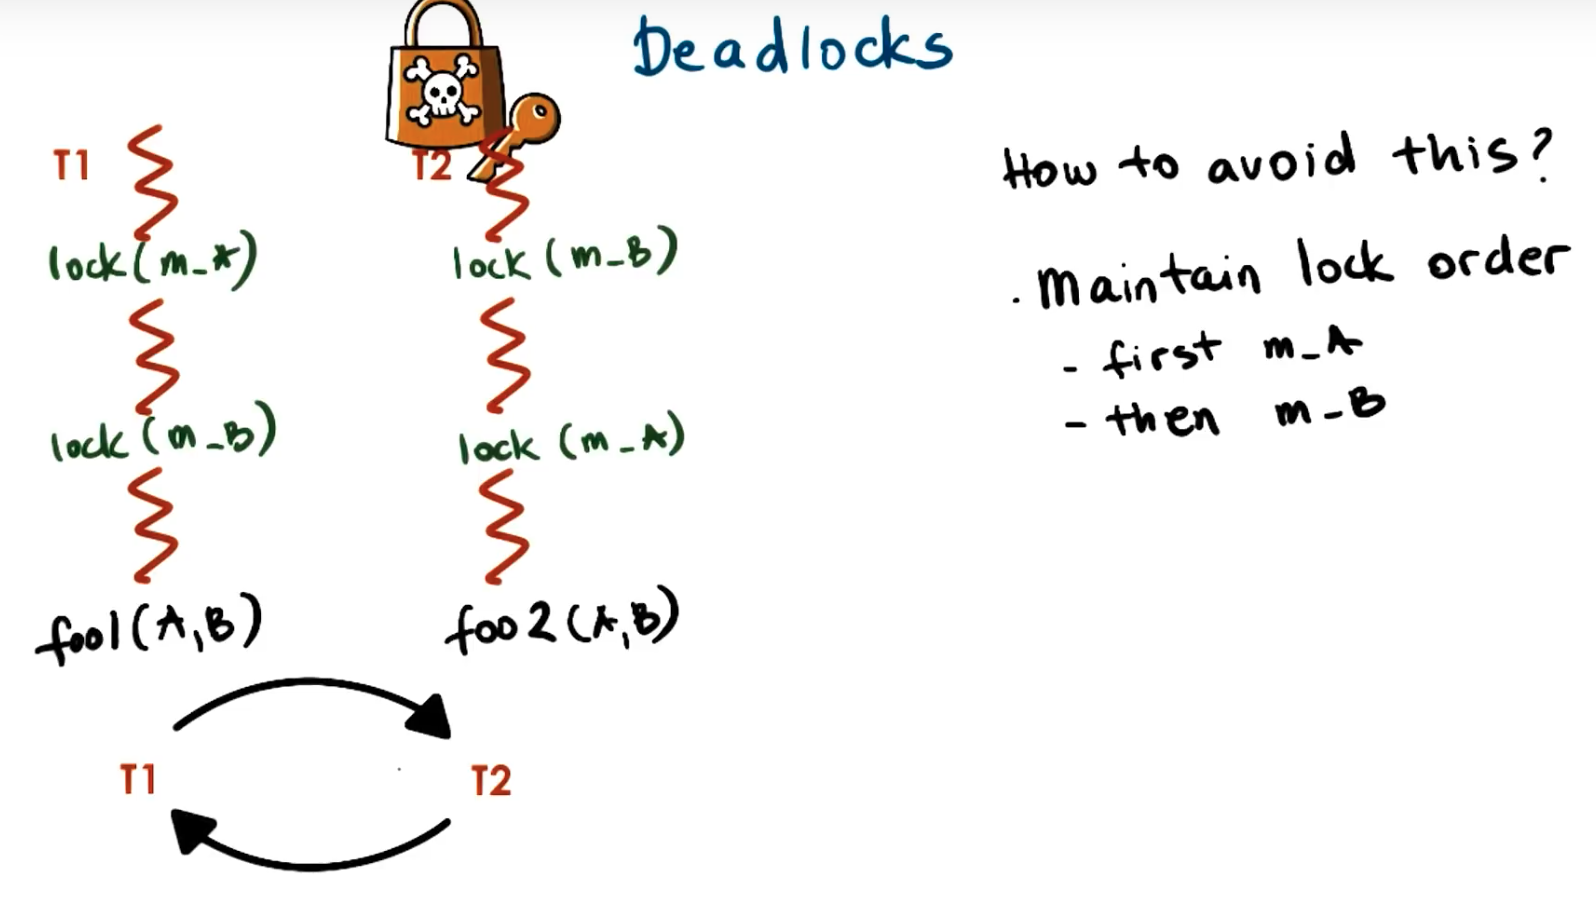 Deadlocks
T1
T2
lock(m_A)
lock (m_B)
lock(m_B)
lock (m_A)
foo1(A,B)
foo2(A,B)
T1
T2
How to avoid this?
. Maintain lock order
- first m_A
- then m_B